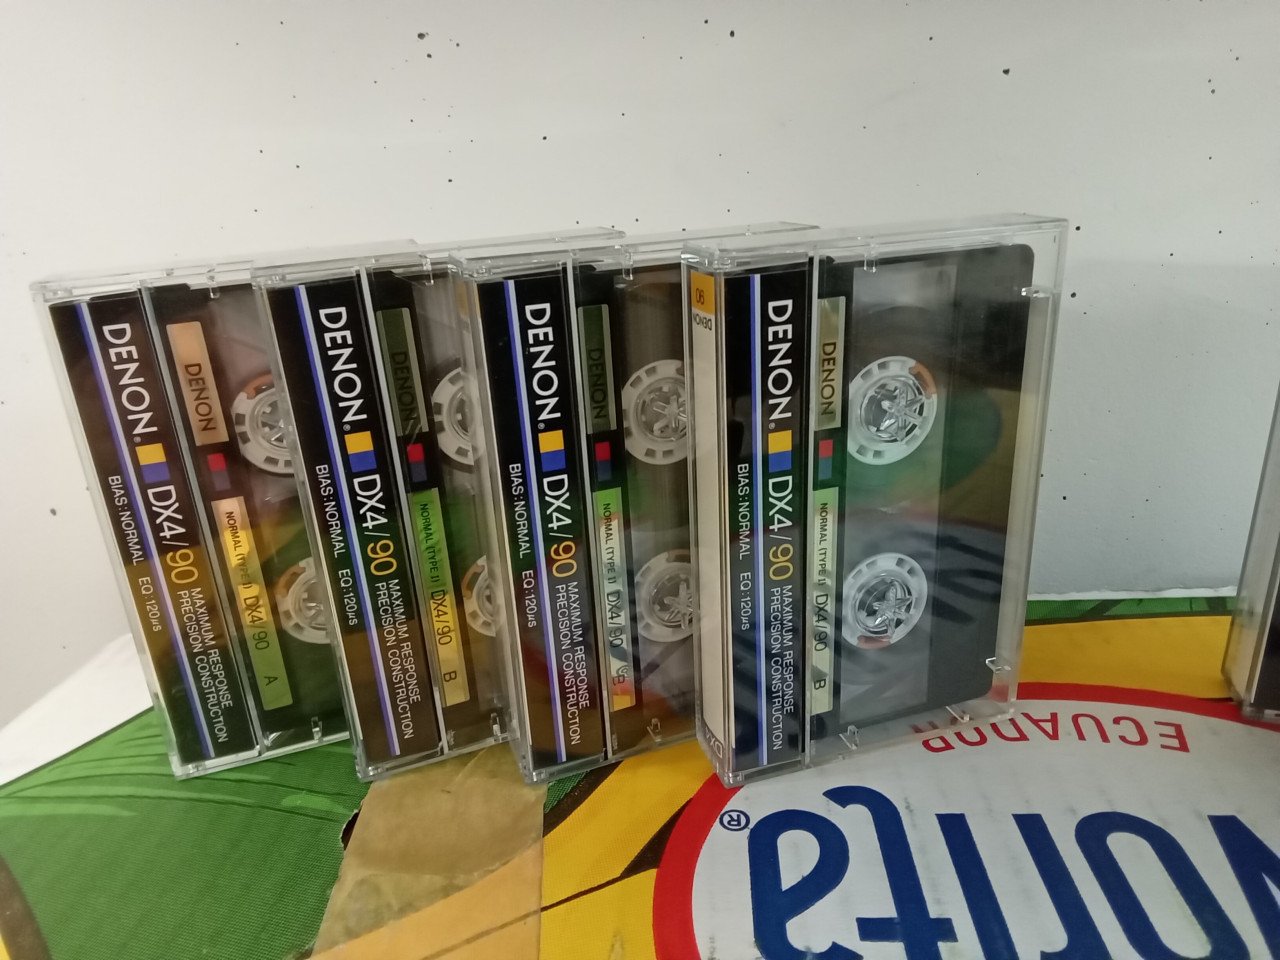 DENON® DX4/90 MAXIMUM RESPONSE
PRECISION CONSTRUCTION
BIAS:NORMAL EQ:120µs
DENON
NORMAL (TYPE I) DX4/90 A
DENON® DX4/90 MAXIMUM RESPONSE
PRECISION CONSTRUCTION
BIAS:NORMAL EQ:120µs
DENON
NORMAL (TYPE I) DX4/90 B
DENON® DX4/90 MAXIMUM RESPONSE
PRECISION CONSTRUCTION
BIAS:NORMAL EQ:120µs
DENON
NORMAL (TYPE I) DX4/90 B
90
DENON
DENON® DX4/90 MAXIMUM RESPONSE
PRECISION CONSTRUCTION
BIAS:NORMAL EQ:120µs
DENON
NORMAL (TYPE I) DX4/90 B
ECUADOR
Norita®